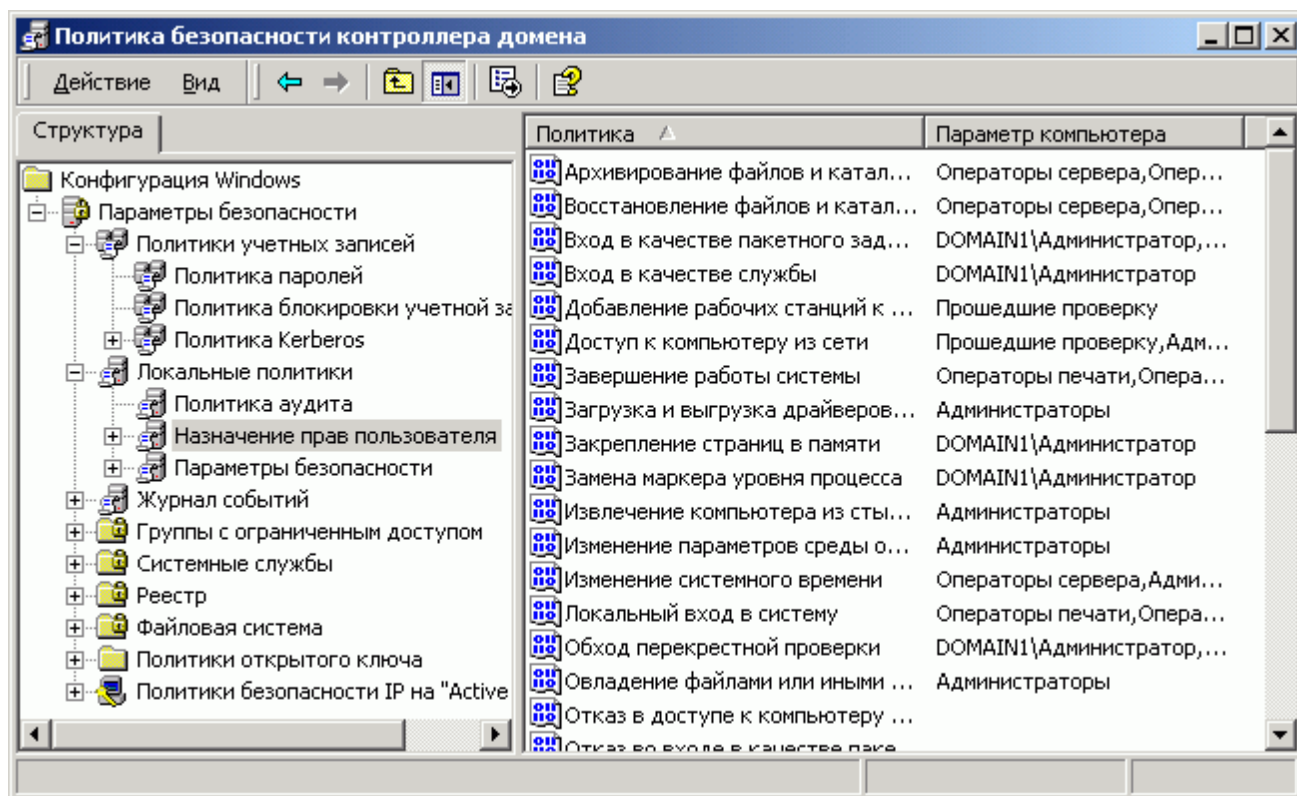 Политика безопасности контроллера домена
Действие Вид
Структура
Конфигурация Windows
Параметры безопасности
Политики учетных записей
Политика паролей
Политика блокировки учетной за
Политика Kerberos
Локальные политики
Политика аудита
Назначение прав пользователя
Параметры безопасности
Журнал событий
Группы с ограниченным доступом
Системные службы
Реестр
Файловая система
Политики открытого ключа
Политики безопасности IP на "Active
Политика Параметр компьютера
Архивирование файлов и катал... Операторы сервера,Опер...
Восстановление файлов и катал... Операторы сервера,Опер...
Вход в качестве пакетного зад... DOMAIN1\Администратор,...
Вход в качестве службы DOMAIN1\Администратор
Добавление рабочих станций к ... Прошедшие проверку
Доступ к компьютеру из сети Прошедшие проверку,Адм...
Завершение работы системы Операторы печати,Опера...
Загрузка и выгрузка драйверов... Администраторы
Закрепление страниц в памяти DOMAIN1\Администратор
Замена маркера уровня процесса DOMAIN1\Администратор
Извлечение компьютера из сты... Администраторы
Изменение параметров среды о... Администраторы
Изменение системного времени Операторы сервера,Адми...
Локальный вход в систему Операторы печати,Опера...
Обход перекрестной проверки DOMAIN1\Администратор,...
Овладение файлами или иными ... Администраторы
Отказ в доступе к компьютеру ...
Отказ во входе в качестве паке